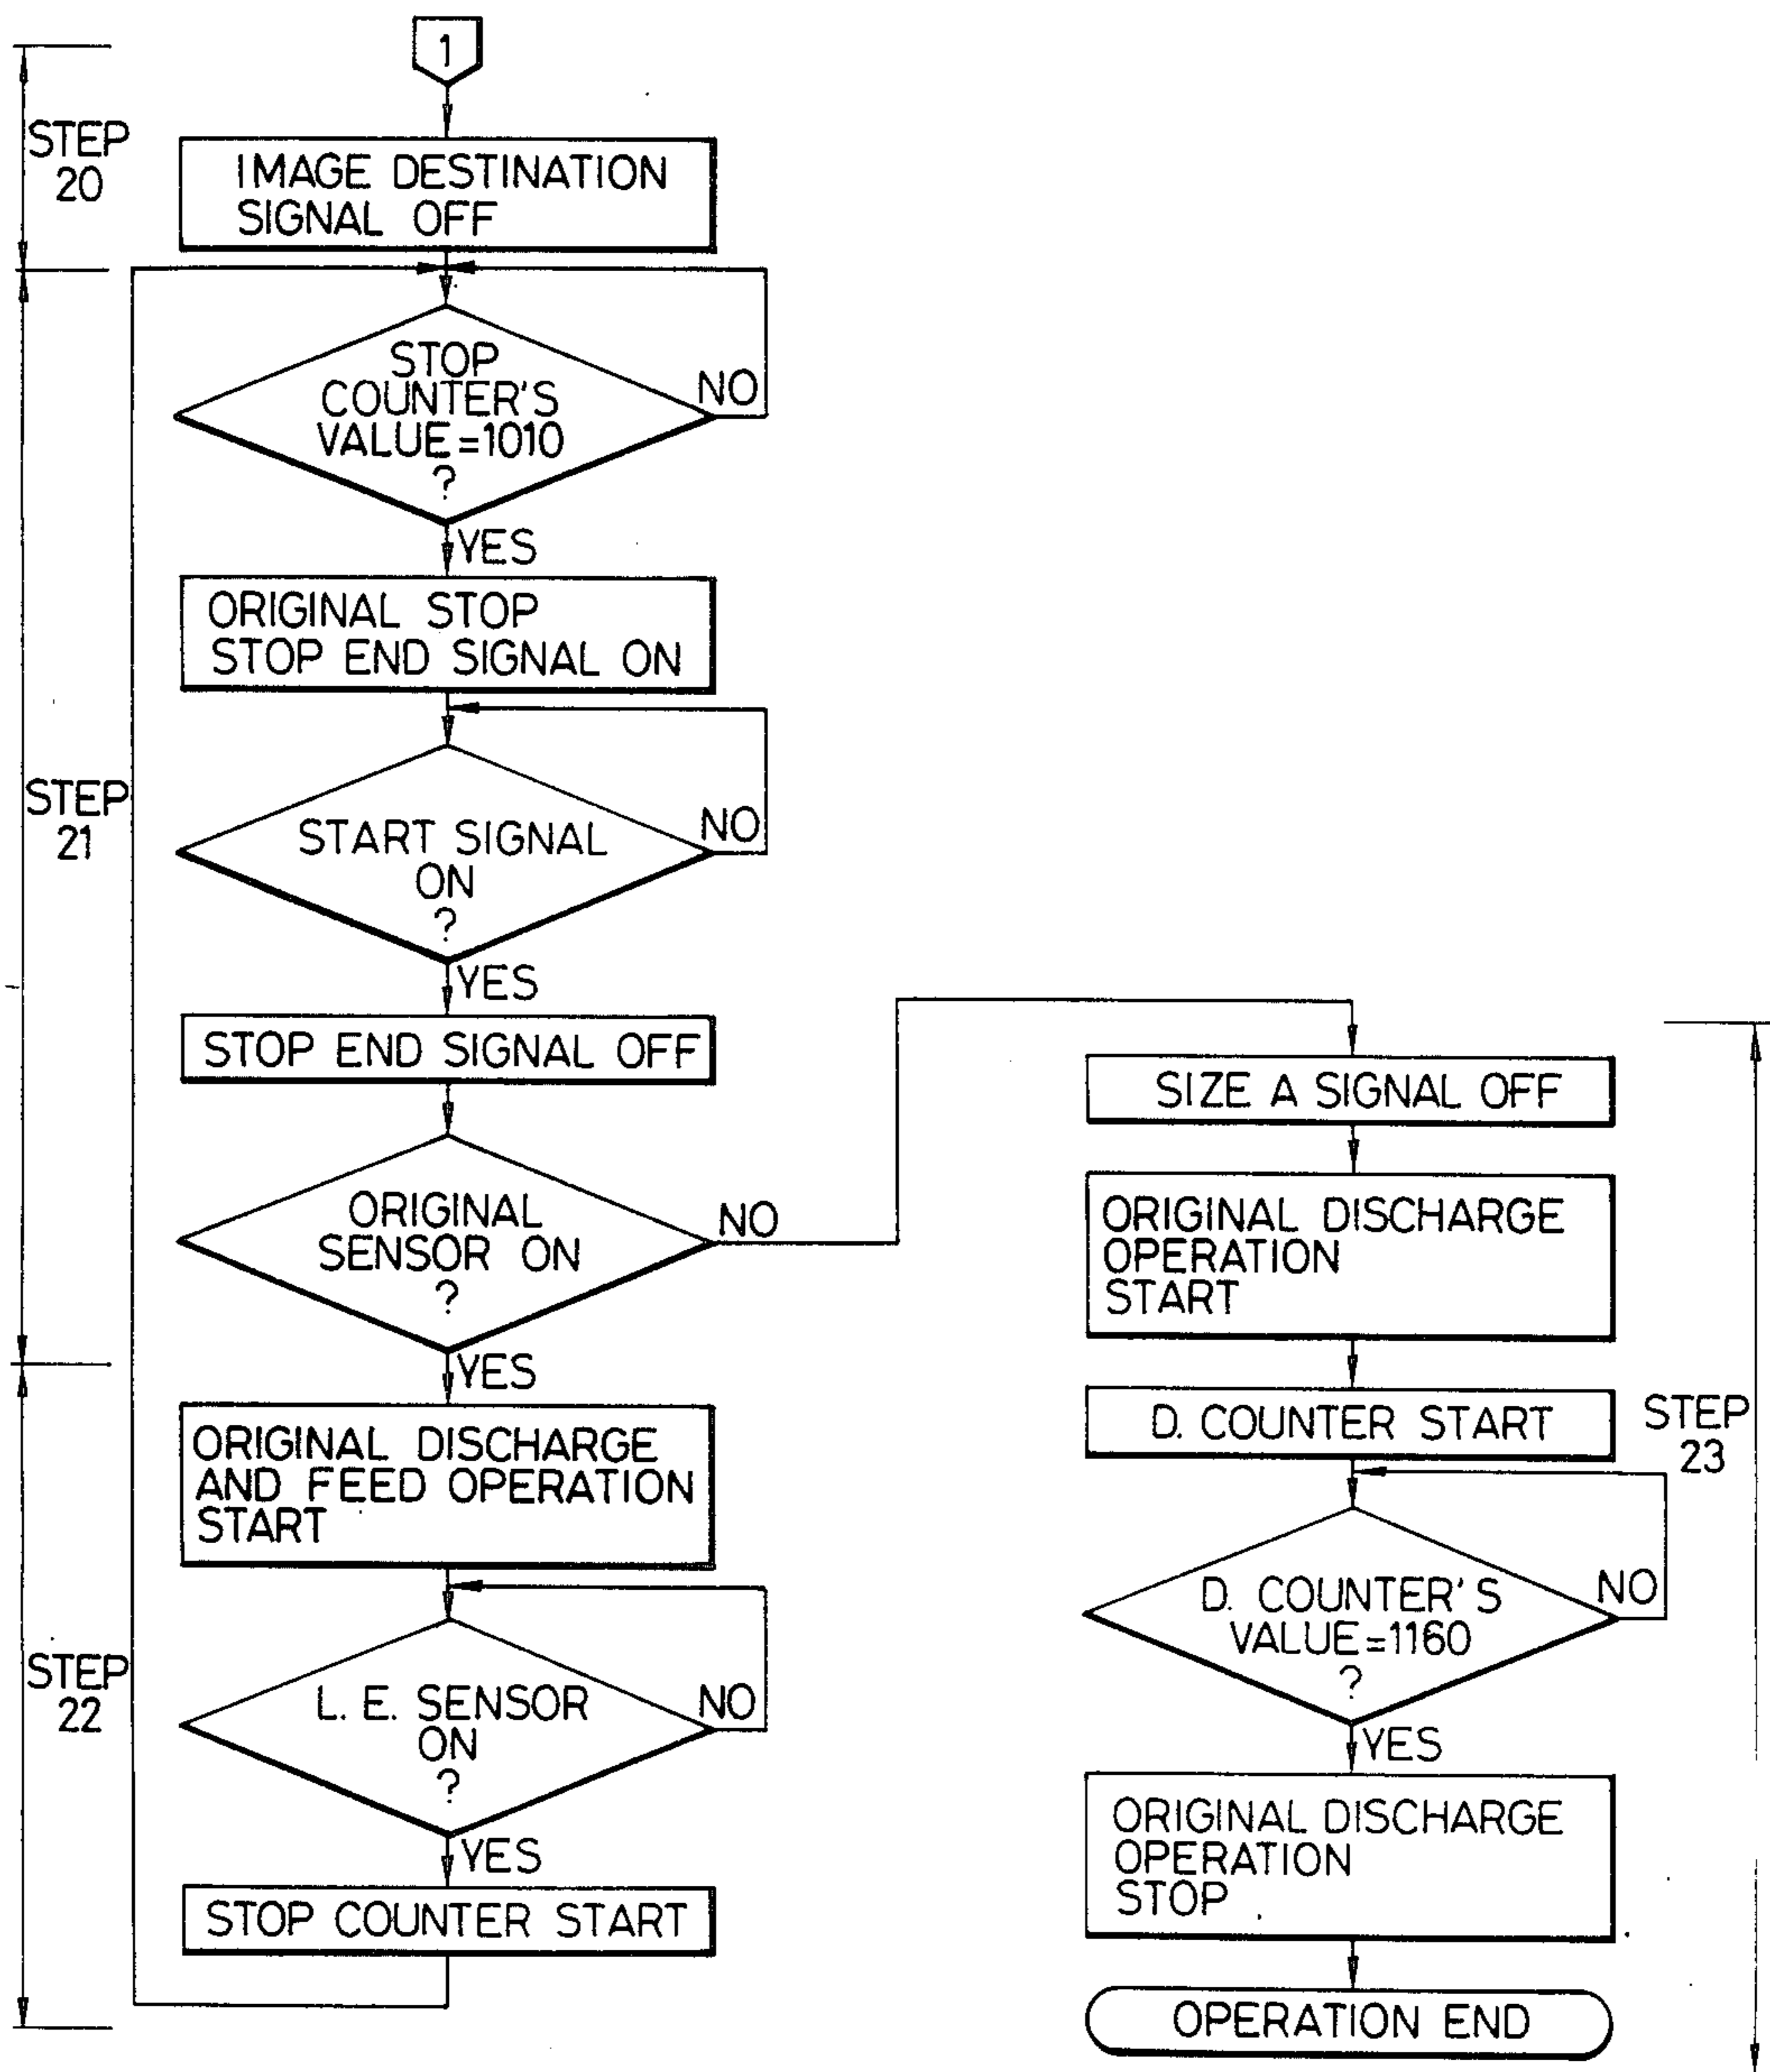 1
STEP
20
IMAGE DESTINATION
SIGNAL OFF
STOP
COUNTER'S
VALUE=1010
?
NO
YES
ORIGINAL STOP
STOP END SIGNAL ON
STEP
21
START SIGNAL
ON
?
NO
YES
STOP END SIGNAL OFF
ORIGINAL
SENSOR ON
?
NO
YES
ORIGINAL DISCHARGE
AND FEED OPERATION
START
STEP
22
L. E. SENSOR
ON
?
NO
YES
STOP COUNTER START
SIZE A SIGNAL OFF
ORIGINAL DISCHARGE
OPERATION
START
D. COUNTER START
STEP
23
D. COUNTER'S
VALUE=1160
?
NO
YES
ORIGINAL DISCHARGE
OPERATION
STOP
OPERATION END